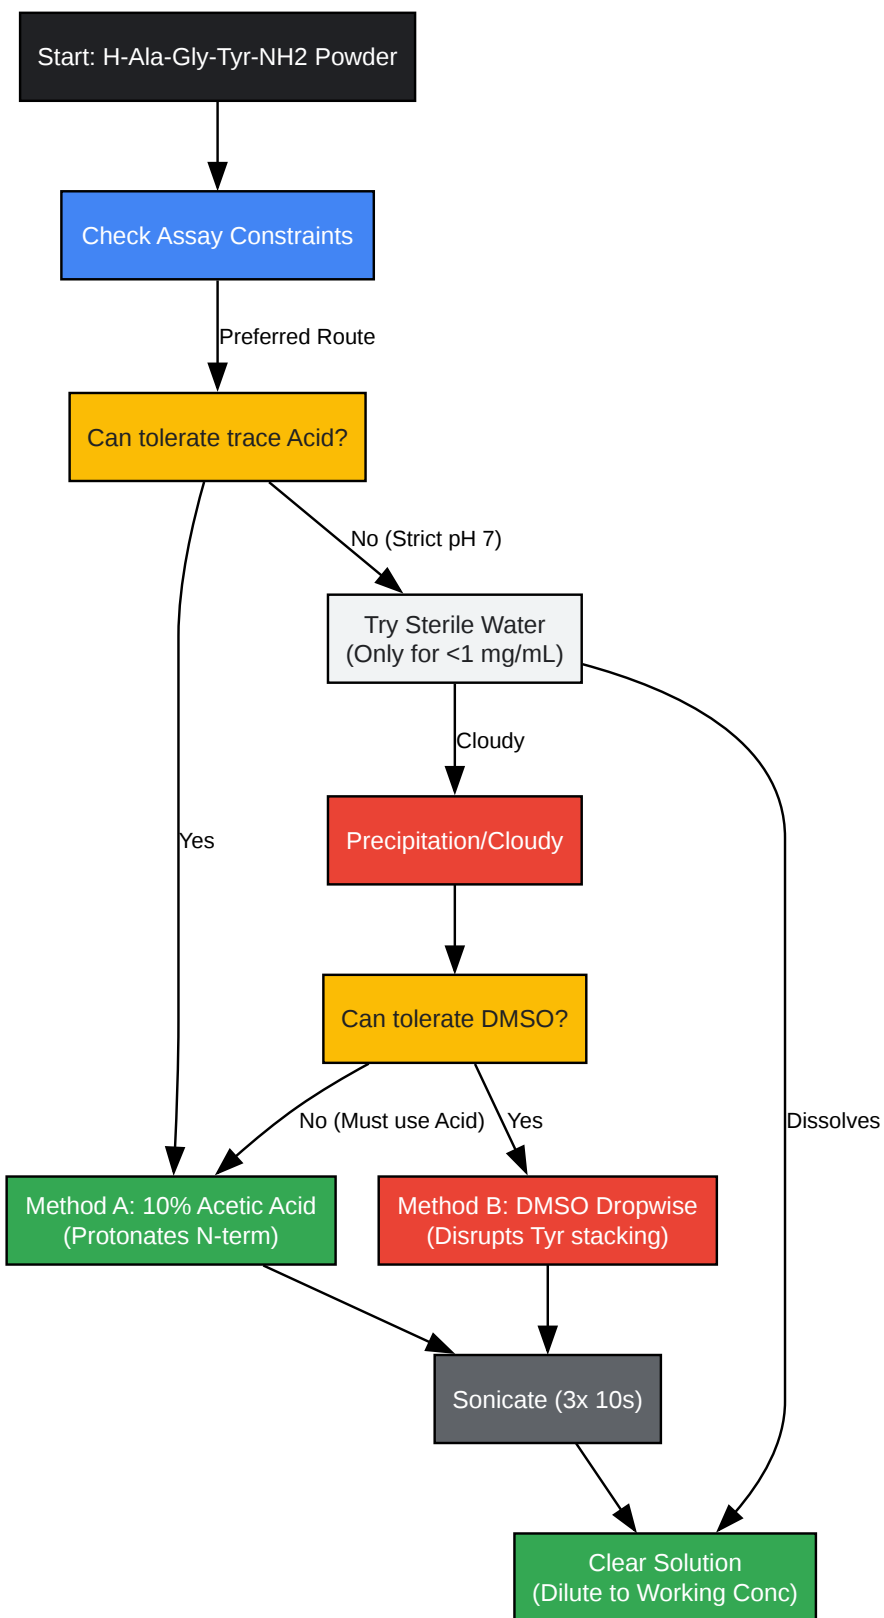 Start: H-Ala-Gly-Tyr-NH2 Powder
Check Assay Constraints
Preferred Route
Can tolerate trace Acid?
No (Strict pH 7)
Try Sterile Water
(Only for <1 mg/mL)
Cloudy
Yes
Precipitation/Cloudy
Can tolerate DMSO?
No (Must use Acid)
Yes
Dissolves
Method A: 10% Acetic Acid
(Protonates N-term)
Method B: DMSO Dropwise
(Disrupts Tyr stacking)
Sonicate (3x 10s)
Clear Solution
(Dilute to Working Conc)